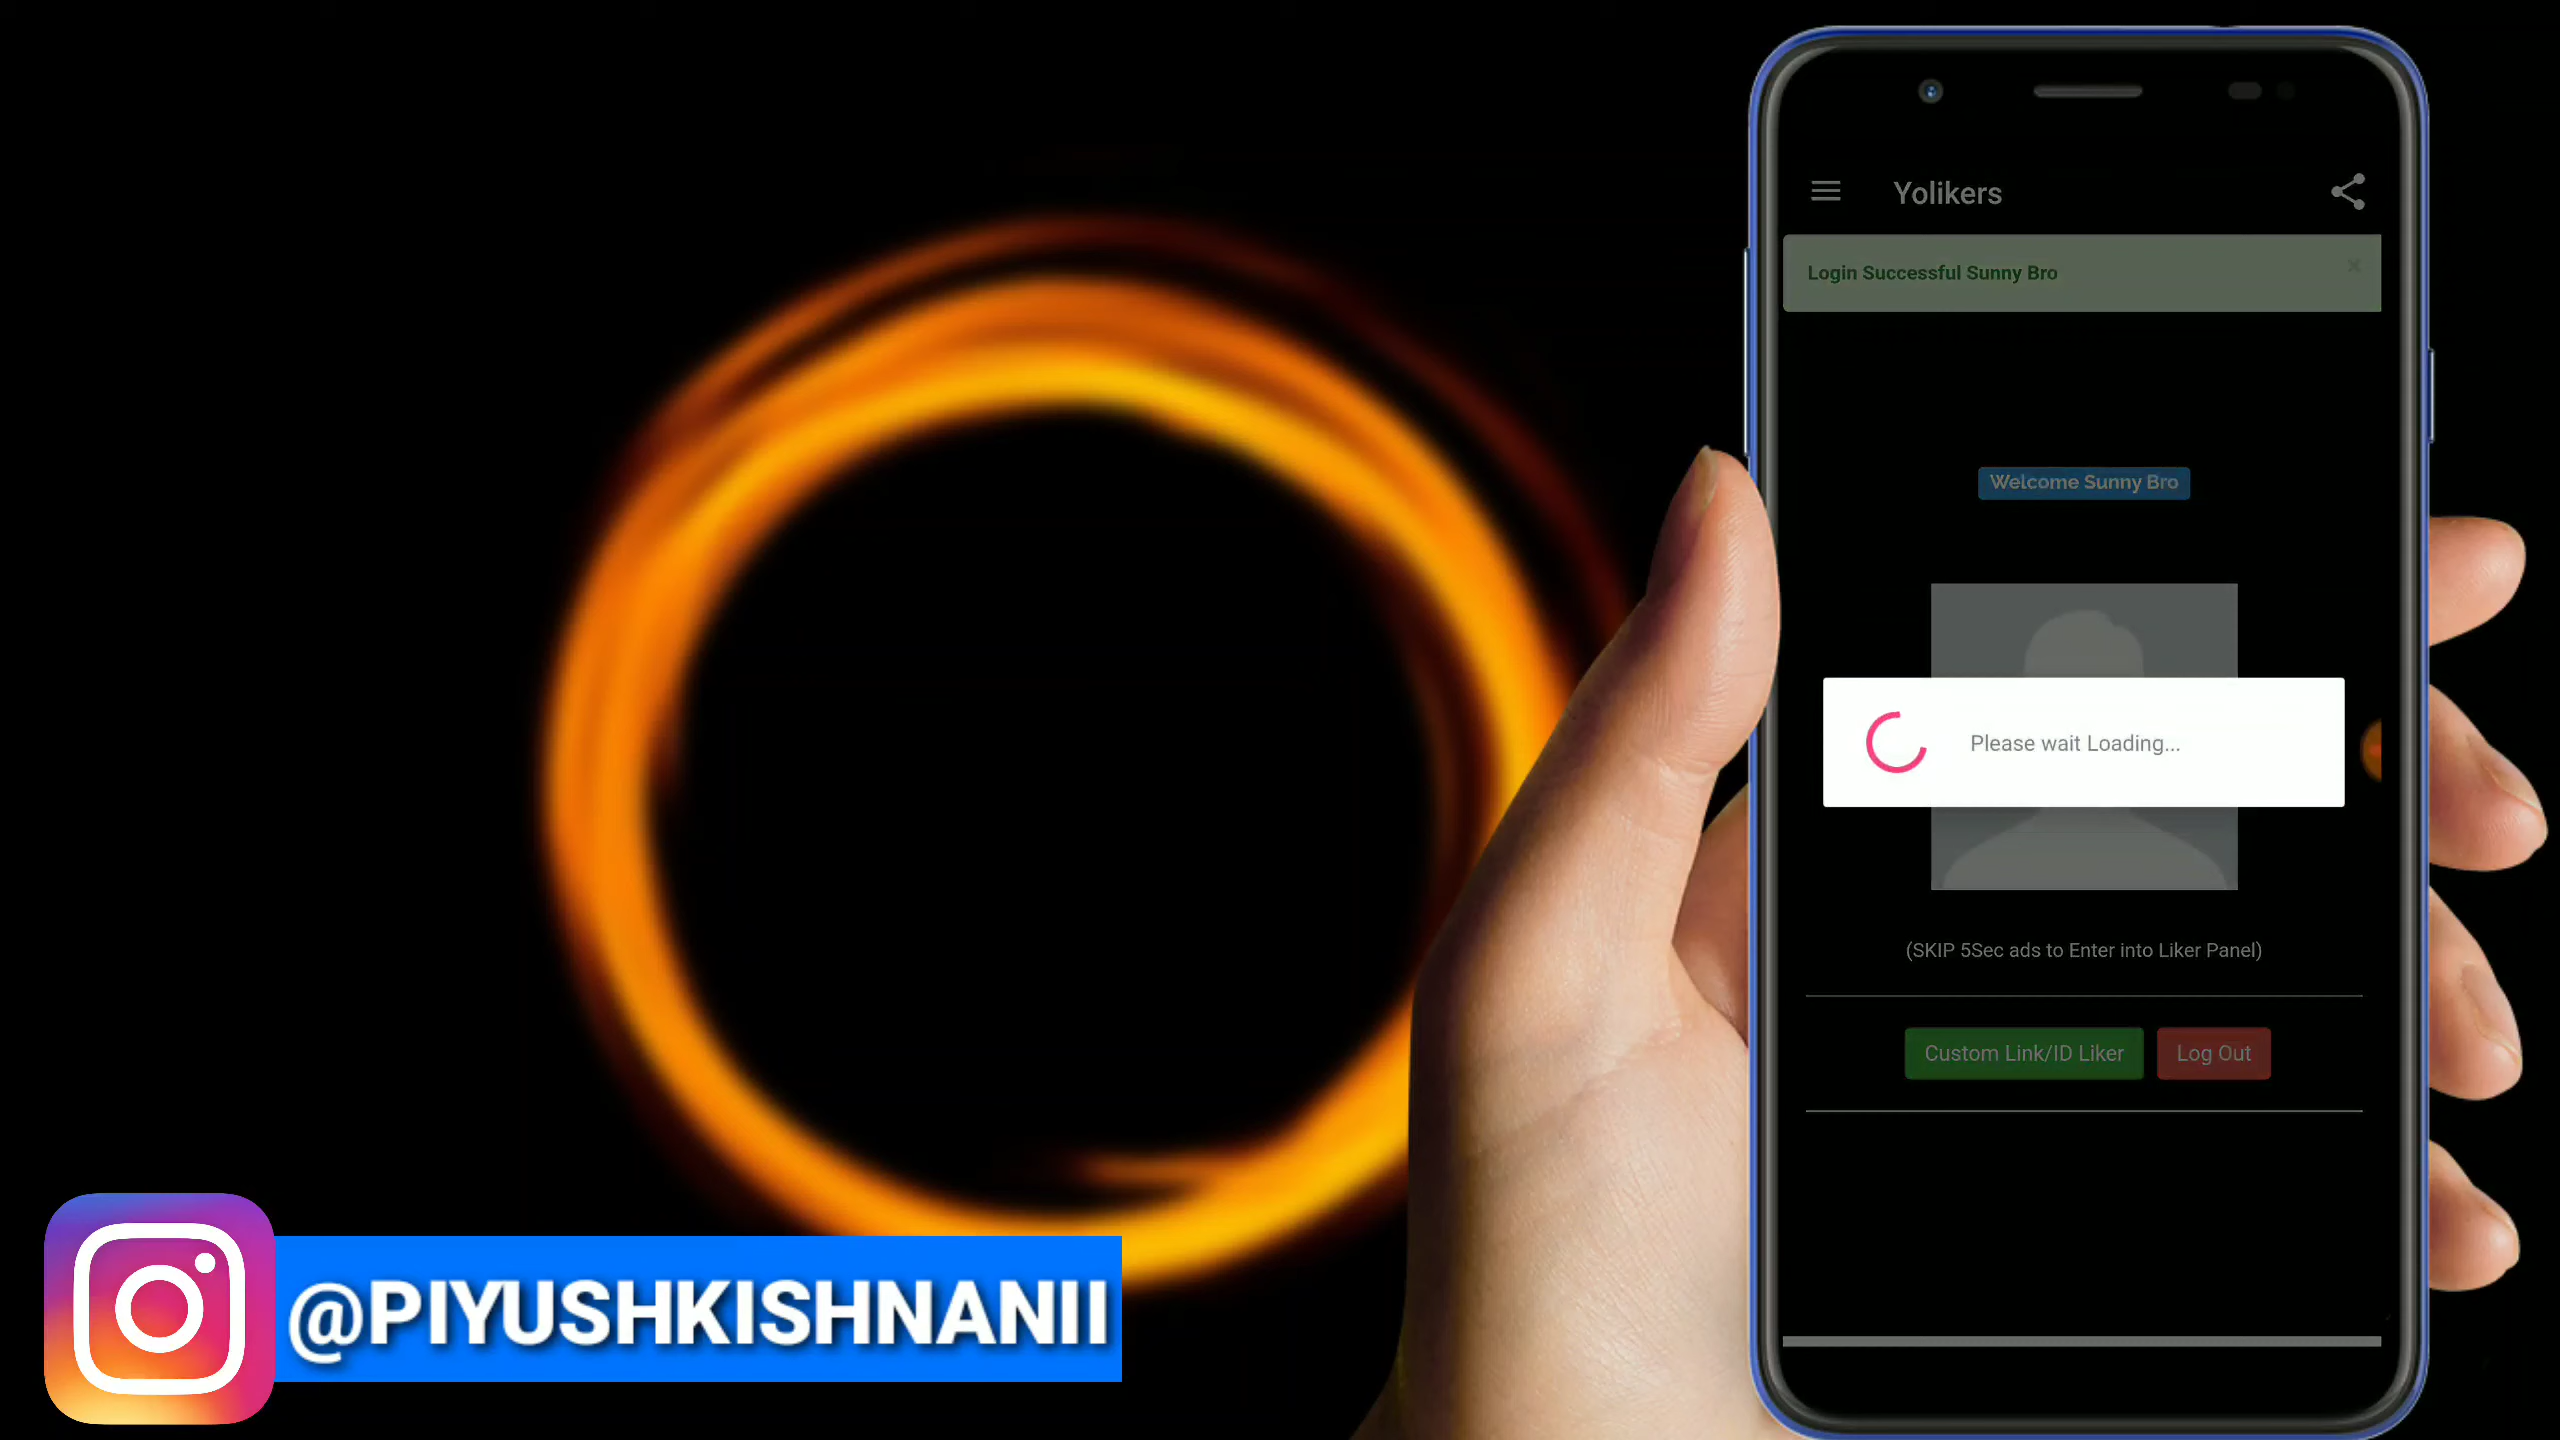 Yolikers
Login Successful Sunny Bro
×
Welcome Sunny Bro
Please wait Loading...
(SKIP 5Sec ads to Enter into Liker Panel)
Custom Link/ID Liker
Log Out
@PIYUSHKISHNANII